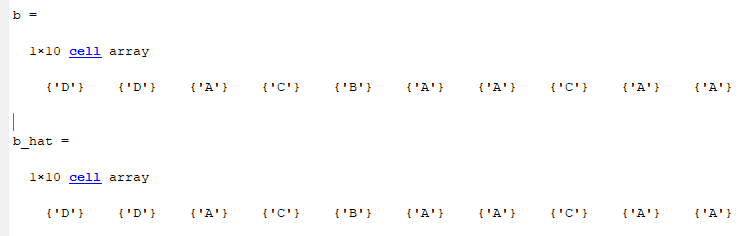 b =
1×10 cell array
{'D'} {'D'} {'A'} {'C'} {'B'} {'A'} {'A'} {'C'} {'A'} {'A'}
b_hat =
1×10 cell array
{'D'} {'D'} {'A'} {'C'} {'B'} {'A'} {'A'} {'C'} {'A'} {'A'}